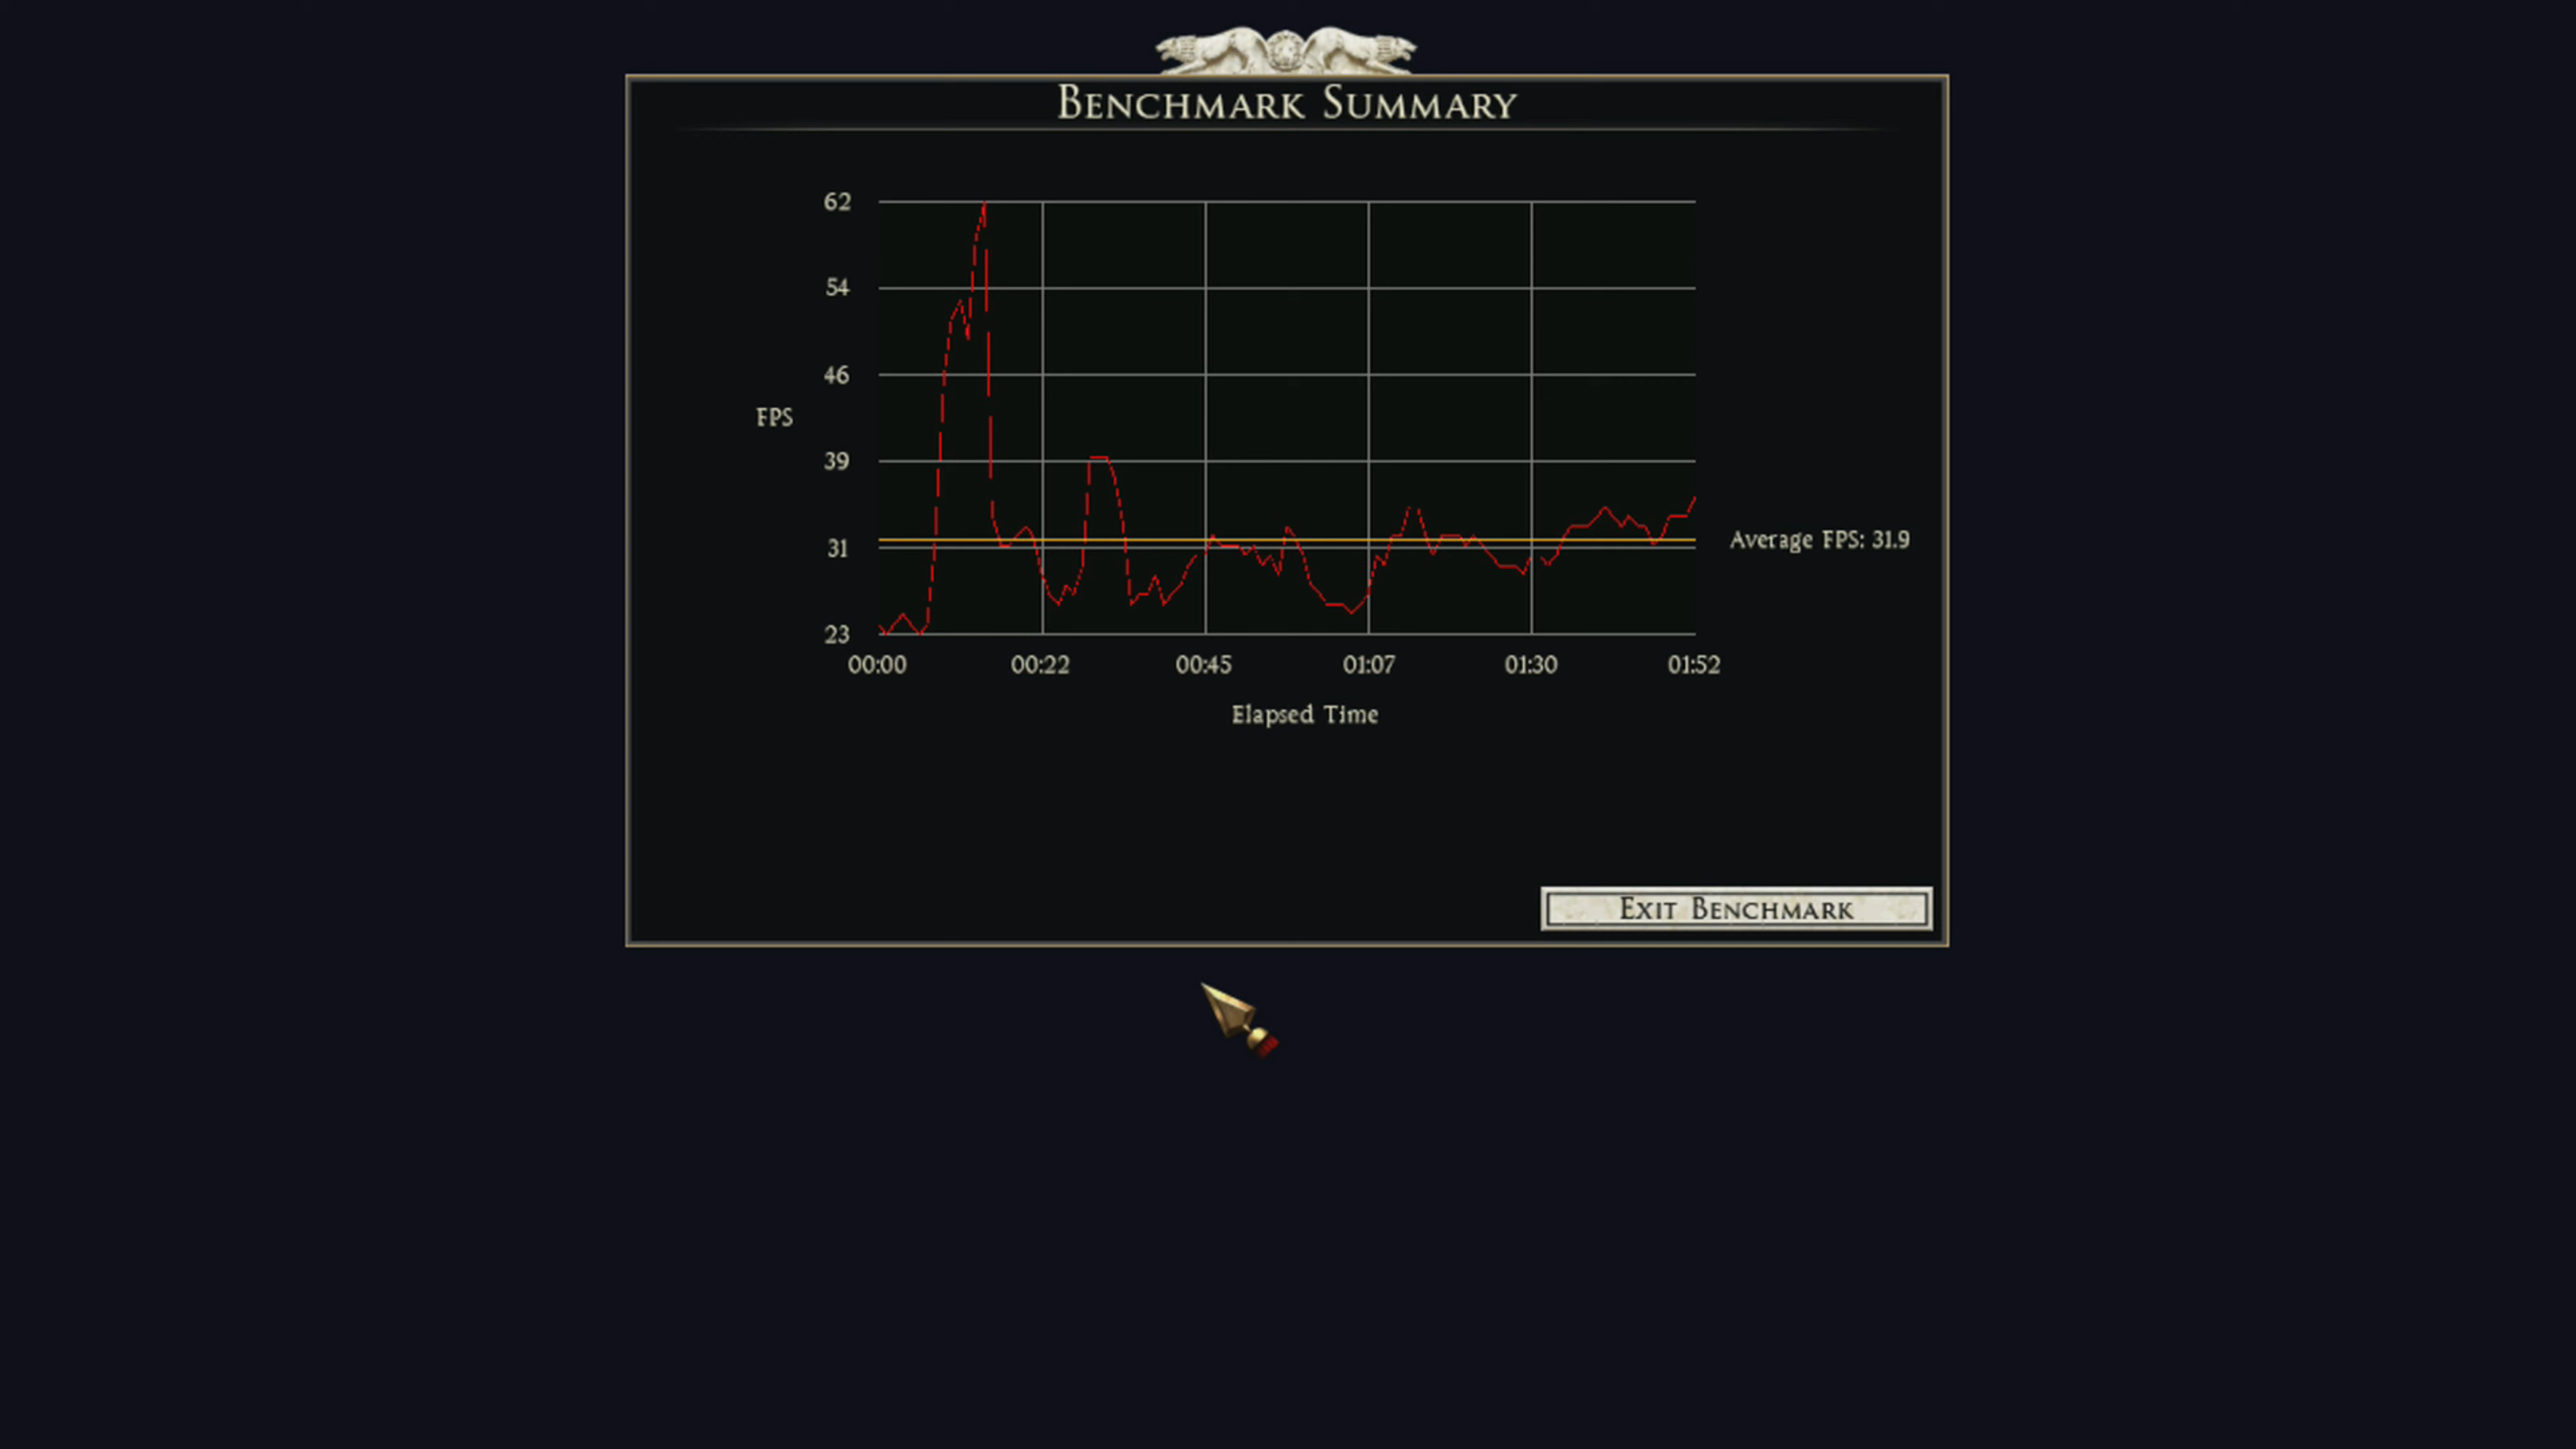 BENCHMARK SUMMARY
62
54
46
FPS
39
31
Average FPS: 31.9
23
00:00 00:22 00:45 01:07 01:30 01:52
Elapsed Time
EXIT BENCHMARK